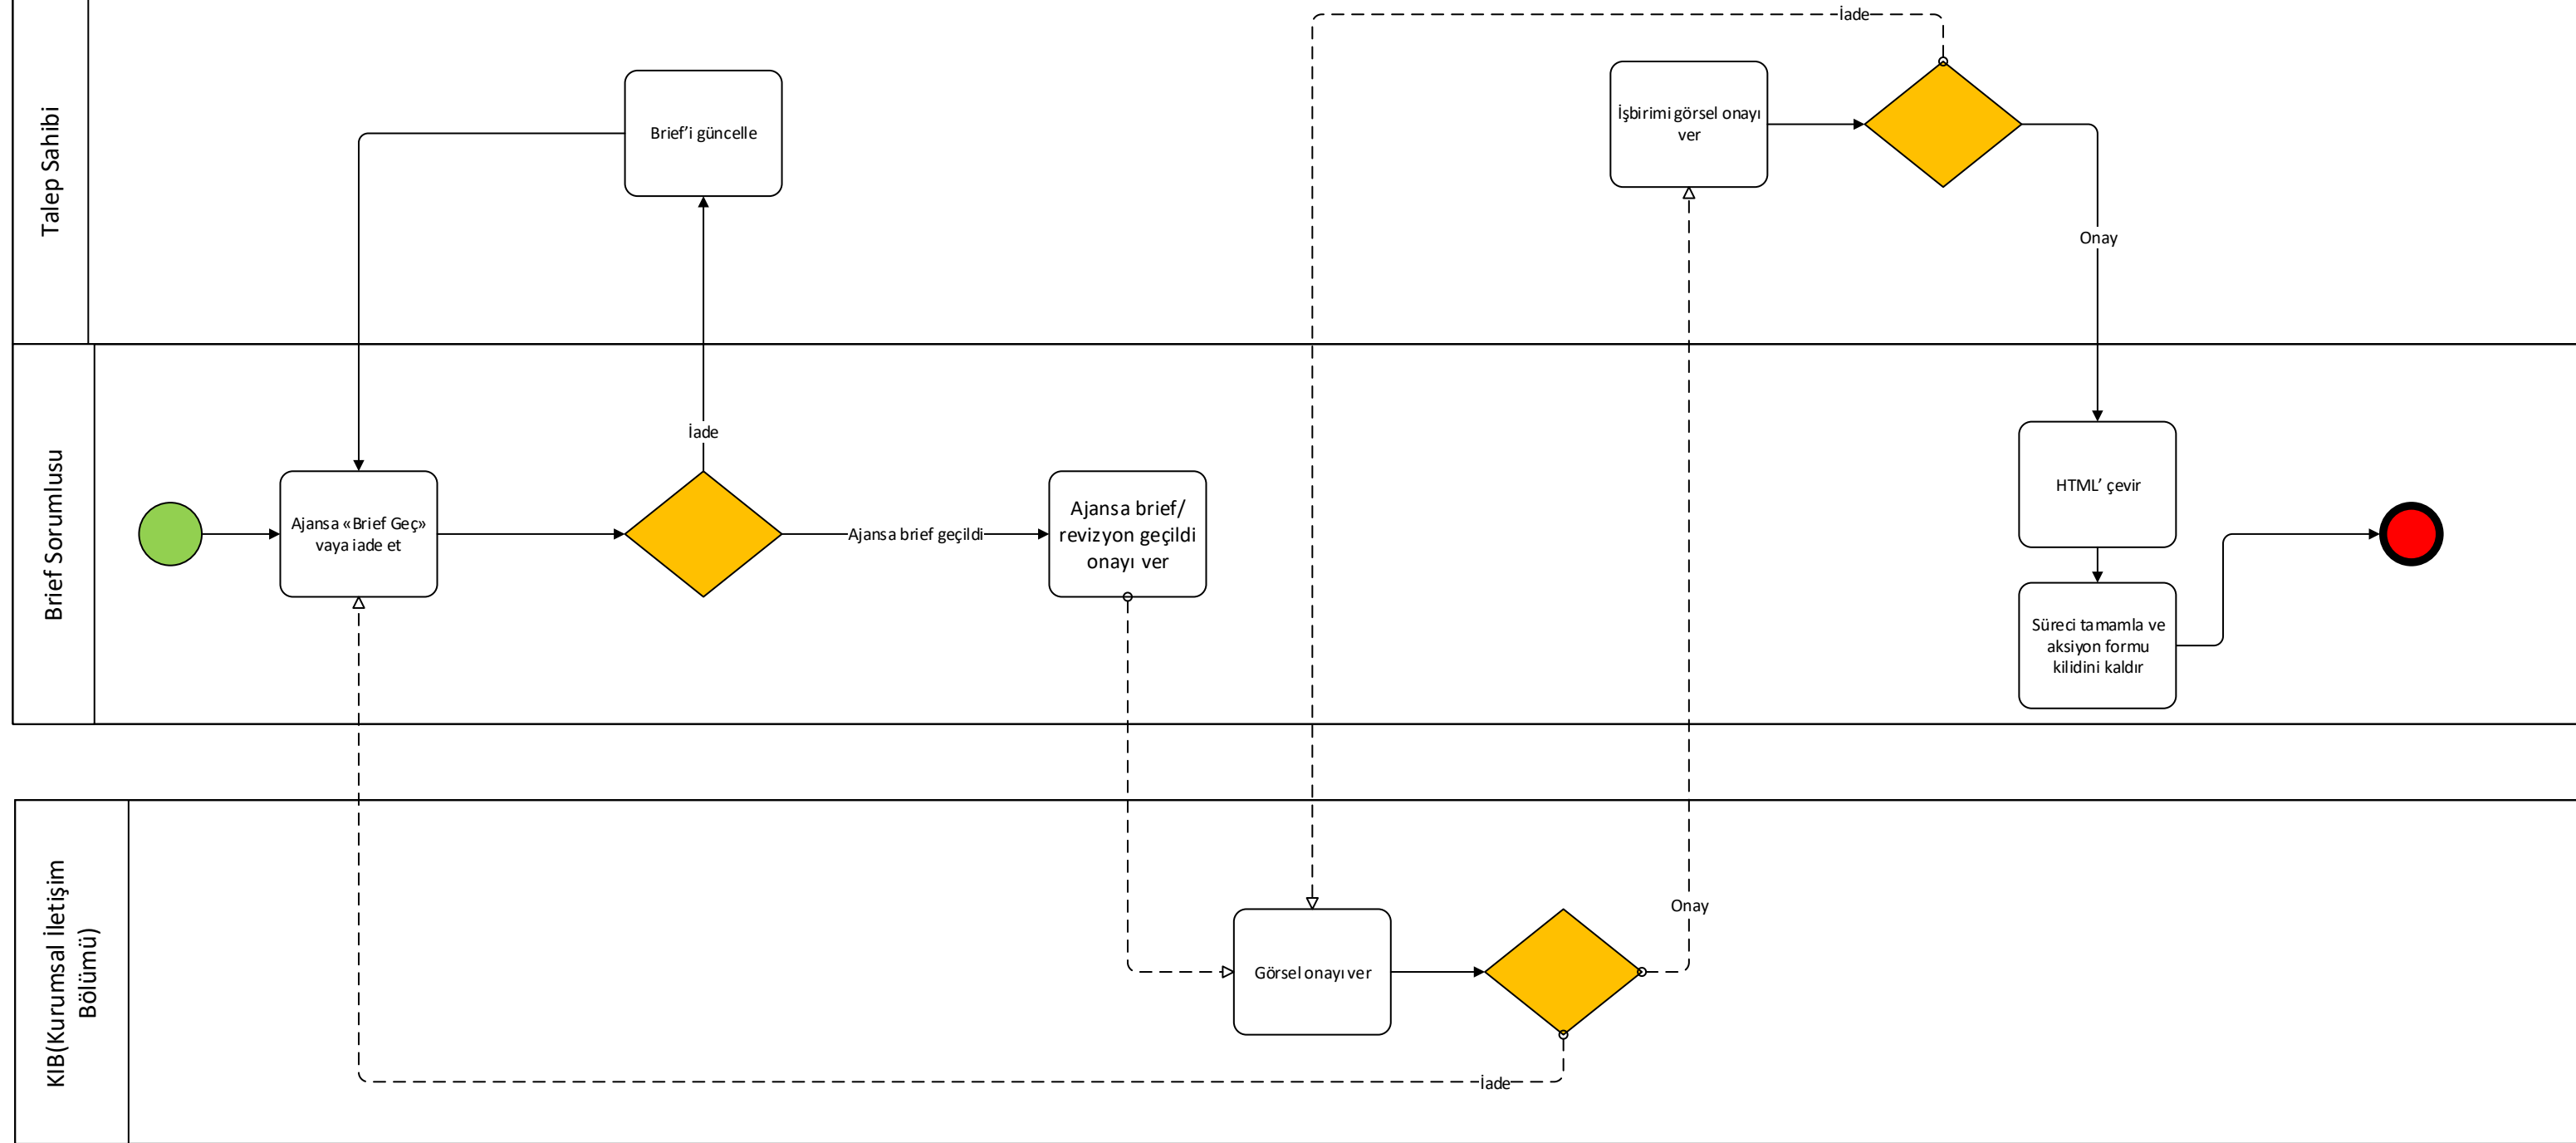 Talep Sahibi
İade
Brief'i güncelle
İşbirimi görsel onayı
ver
Onay
Brief Sorumlusu
İade
Ajansa «Brief Geç»
vaya iade et
Ajansa brief geçildi
Ajansa brief/
revizyon geçildi
onayı ver
HTML' çevir
Süreci tamamla ve
aksiyon formu
kilidini kaldır
KIB(Kurumsal İletişim
Bölümü)
Görsel onayı ver
Onay
İade